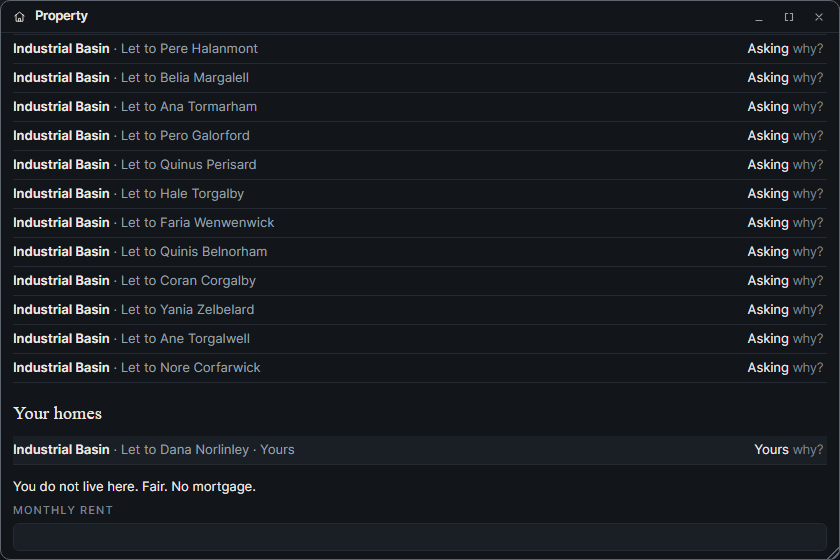 Property
Industrial Basin · Let to Pere Halanmont Asking why?
Industrial Basin · Let to Belia Margalell Asking why?
Industrial Basin · Let to Ana Tormarham Asking why?
Industrial Basin · Let to Pero Galorford Asking why?
Industrial Basin · Let to Quinus Perisard Asking why?
Industrial Basin · Let to Hale Torgalby Asking why?
Industrial Basin · Let to Faria Wenwenwick Asking why?
Industrial Basin · Let to Quinis Belnorham Asking why?
Industrial Basin · Let to Coran Corgalby Asking why?
Industrial Basin · Let to Yania Zelbelard Asking why?
Industrial Basin · Let to Ane Torgalwell Asking why?
Industrial Basin · Let to Nore Corfarwick Asking why?
Your homes
Industrial Basin · Let to Dana Norlinley · Yours Yours why?
You do not live here. Fair. No mortgage.
MONTHLY RENT